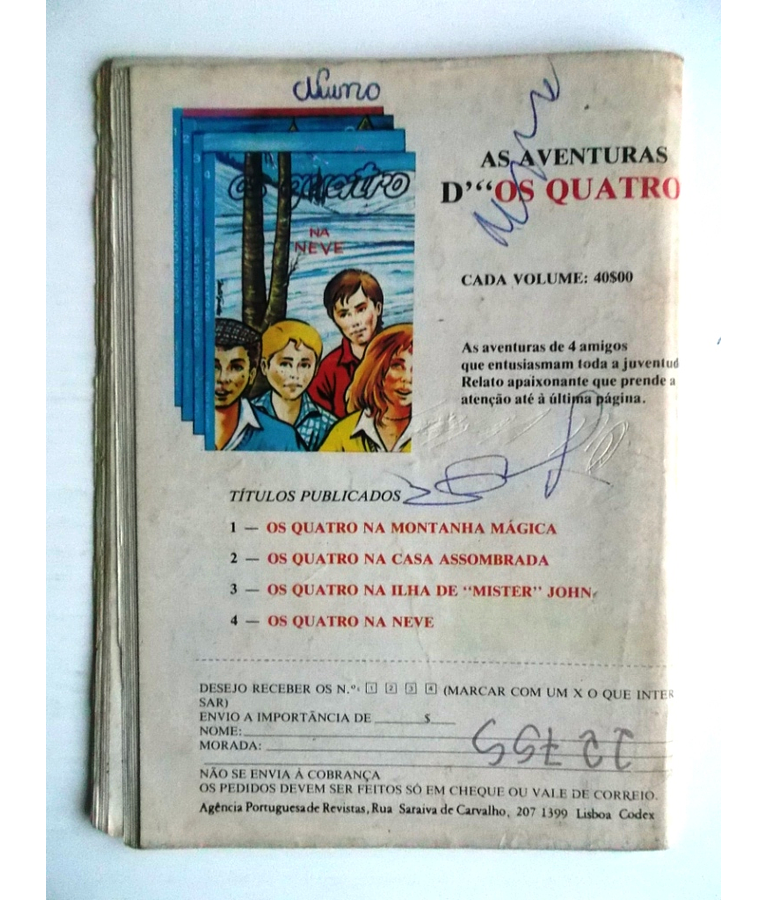 Nuno
os quatro
NA
NEVE
AS AVENTURAS
D'“OS QUATRO
CADA VOLUME: 40$00
As aventuras de 4 amigos
que entusiasmam toda a juventud
Relato apaixonante que prende a
atenção até à última página.
TÍTULOS PUBLICADOS
1 — OS QUATRO NA MONTANHA MÁGICA
2 — OS QUATRO NA CASA ASSOMBRADA
3 — OS QUATRO NA ILHA DE “MISTER” JOHN
4 — OS QUATRO NA NEVE
DESEJO RECEBER OS N.ºs 1 2 3 4 (MARCAR COM UM X O QUE INTER
SAR)
ENVIO A IMPORTÂNCIA DE ______$____
NOME:
MORADA:
NÃO SE ENVIA À COBRANÇA
OS PEDIDOS DEVEM SER FEITOS SÓ EM CHEQUE OU VALE DE CORREIO.
Agência Portuguesa de Revistas, Rua Saraiva de Carvalho, 207 1399 Lisboa Codex